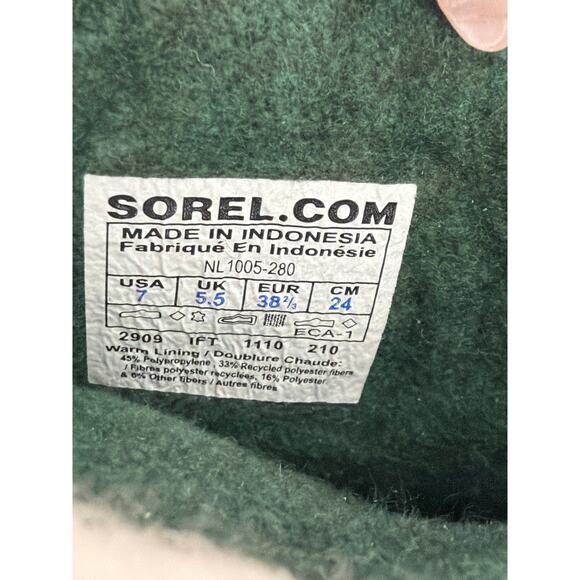 SOREL.COM
MADE IN INDONESIA
Fabriqué En Indonésie
NL1005-280
USA UK EUR CM
7 5.5 38 2/3 24
ECA-1
2909 IFT 1110 210
Warm Lining / Doublure Chaude:
45% Polypropylene , 33% Recycled polyester fibers
/ Fibres polyester recyclées, 16% Polyester,
& 6% Other fibers / Autres fibres